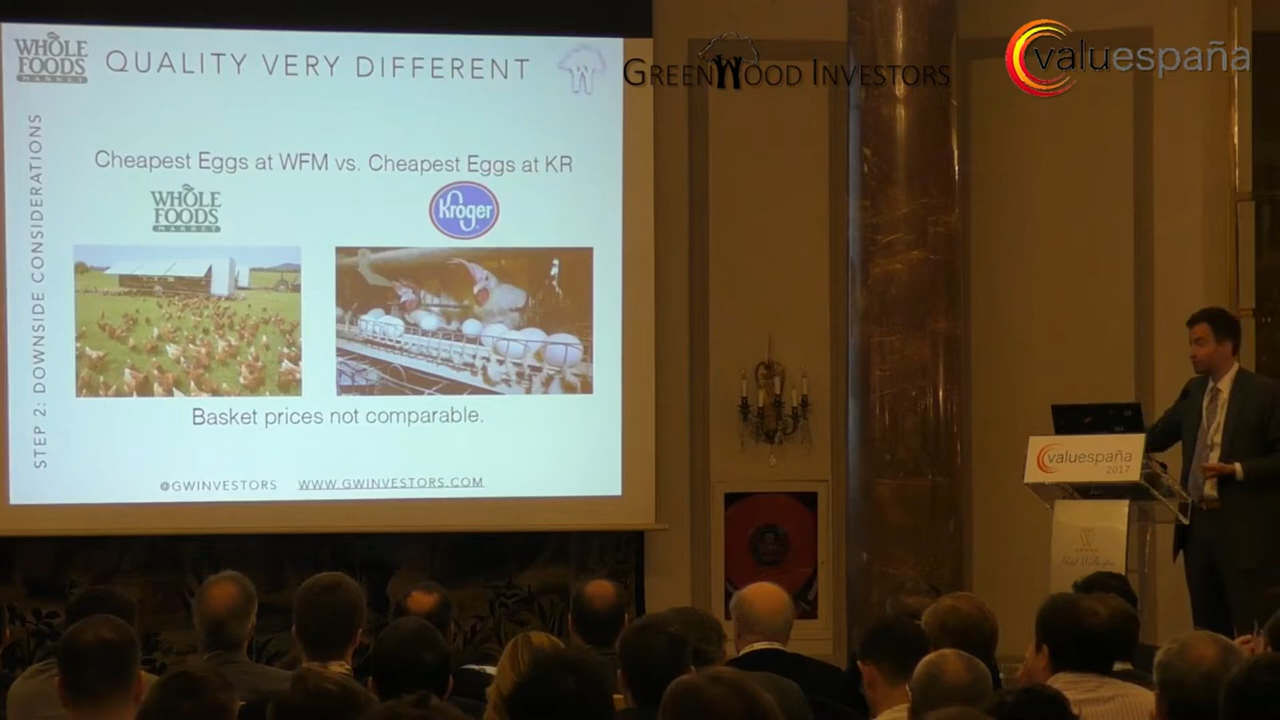 WHOLE
FOODS
MARKET
QUALITY VERY DIFFERENT
STEP 2: DOWNSIDE CONSIDERATIONS
Cheapest Eggs at WFM vs. Cheapest Eggs at KR
WHOLE
FOODS
MARKET
Kroger
Basket prices not comparable.
@GWINVESTORS WWW.GWINVESTORS.COM
GREENWOOD INVESTORS
valuespaña
valuespaña
2017